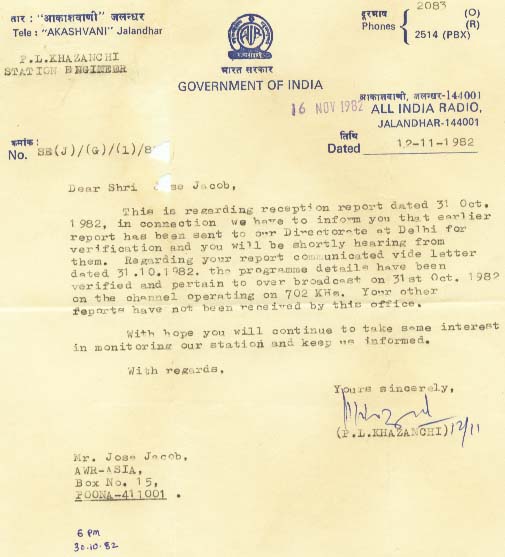 तार : "आकाशवाणी" जलन्धर
Tele : "AKASHVANI" Jalandhar
P.L.KHAZANCHI
STATION ENGINEER
भारत सरकार
GOVERNMENT OF INDIA
दूरभाष
Phones
2083 (O)
(R)
2514 (PBX)
आकाशवाणी, जलन्धर-144001
16 NOV 1982
ALL INDIA RADIO,
JALANDHAR-144001
क्रमांक:
No. SE(J)/(G)/(1)/8
तिथि
Dated 12-11-1982
Dear Shri Jose Jacob,
This is regarding reception report dated 31 Oct.
1982, in connection we have to inform you that earlier
report has been sent to our Directorate at Delhi for
verification and you will be shortly hearing from
them. Regarding your report communicated vide letter
dated 31.10.1982. the programme details have been
verified and pertain to over broadcast on 31st Oct. 1982
on the channel operating on 702 KHs. Your other
reports have not been received by this office.
With hope you will continue to take same interest
in monitoring our station and keep us informed.
With regards,
Yours sincerely,
(P.L.KHAZANCHI) 12/11
Mr. Jose Jacob,
AWR-ASIA,
Box No. 15,
POONA-411001 .
6 PM
30.10.82